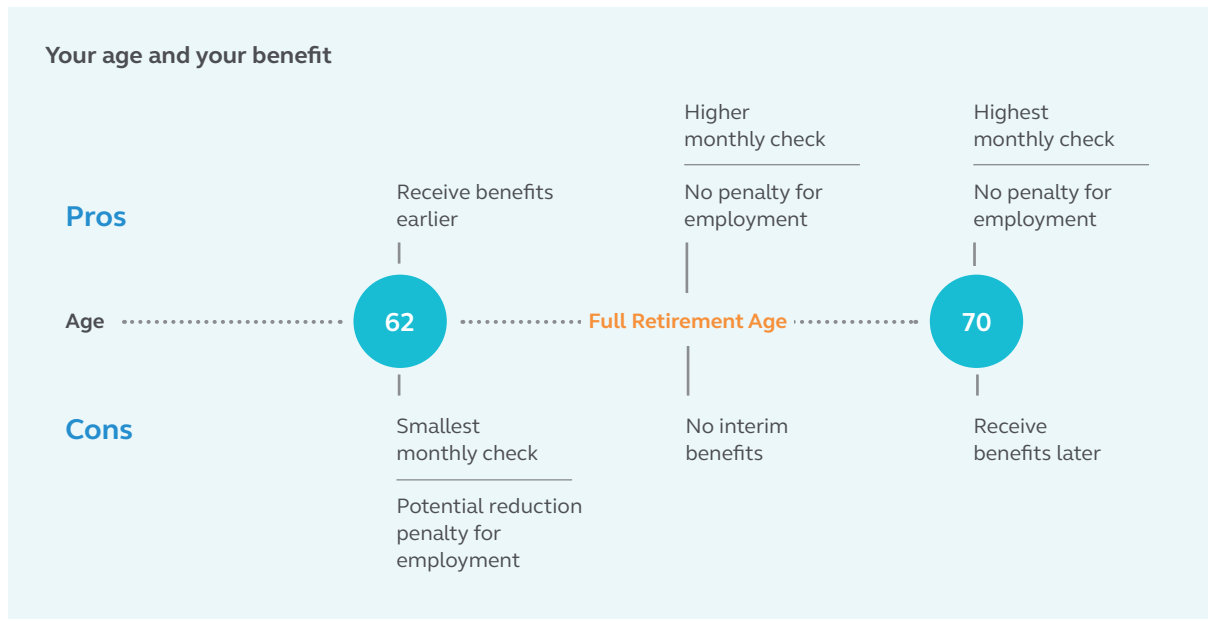 Your age and your benefit
Pros
Receive benefits
earlier
Higher
monthly check
No penalty for
employment
Highest
monthly check
No penalty for
employment
Age
62
Full Retirement Age
70
Cons
Smallest
monthly check
Potential reduction
penalty for
employment
No interim
benefits
Receive
benefits later